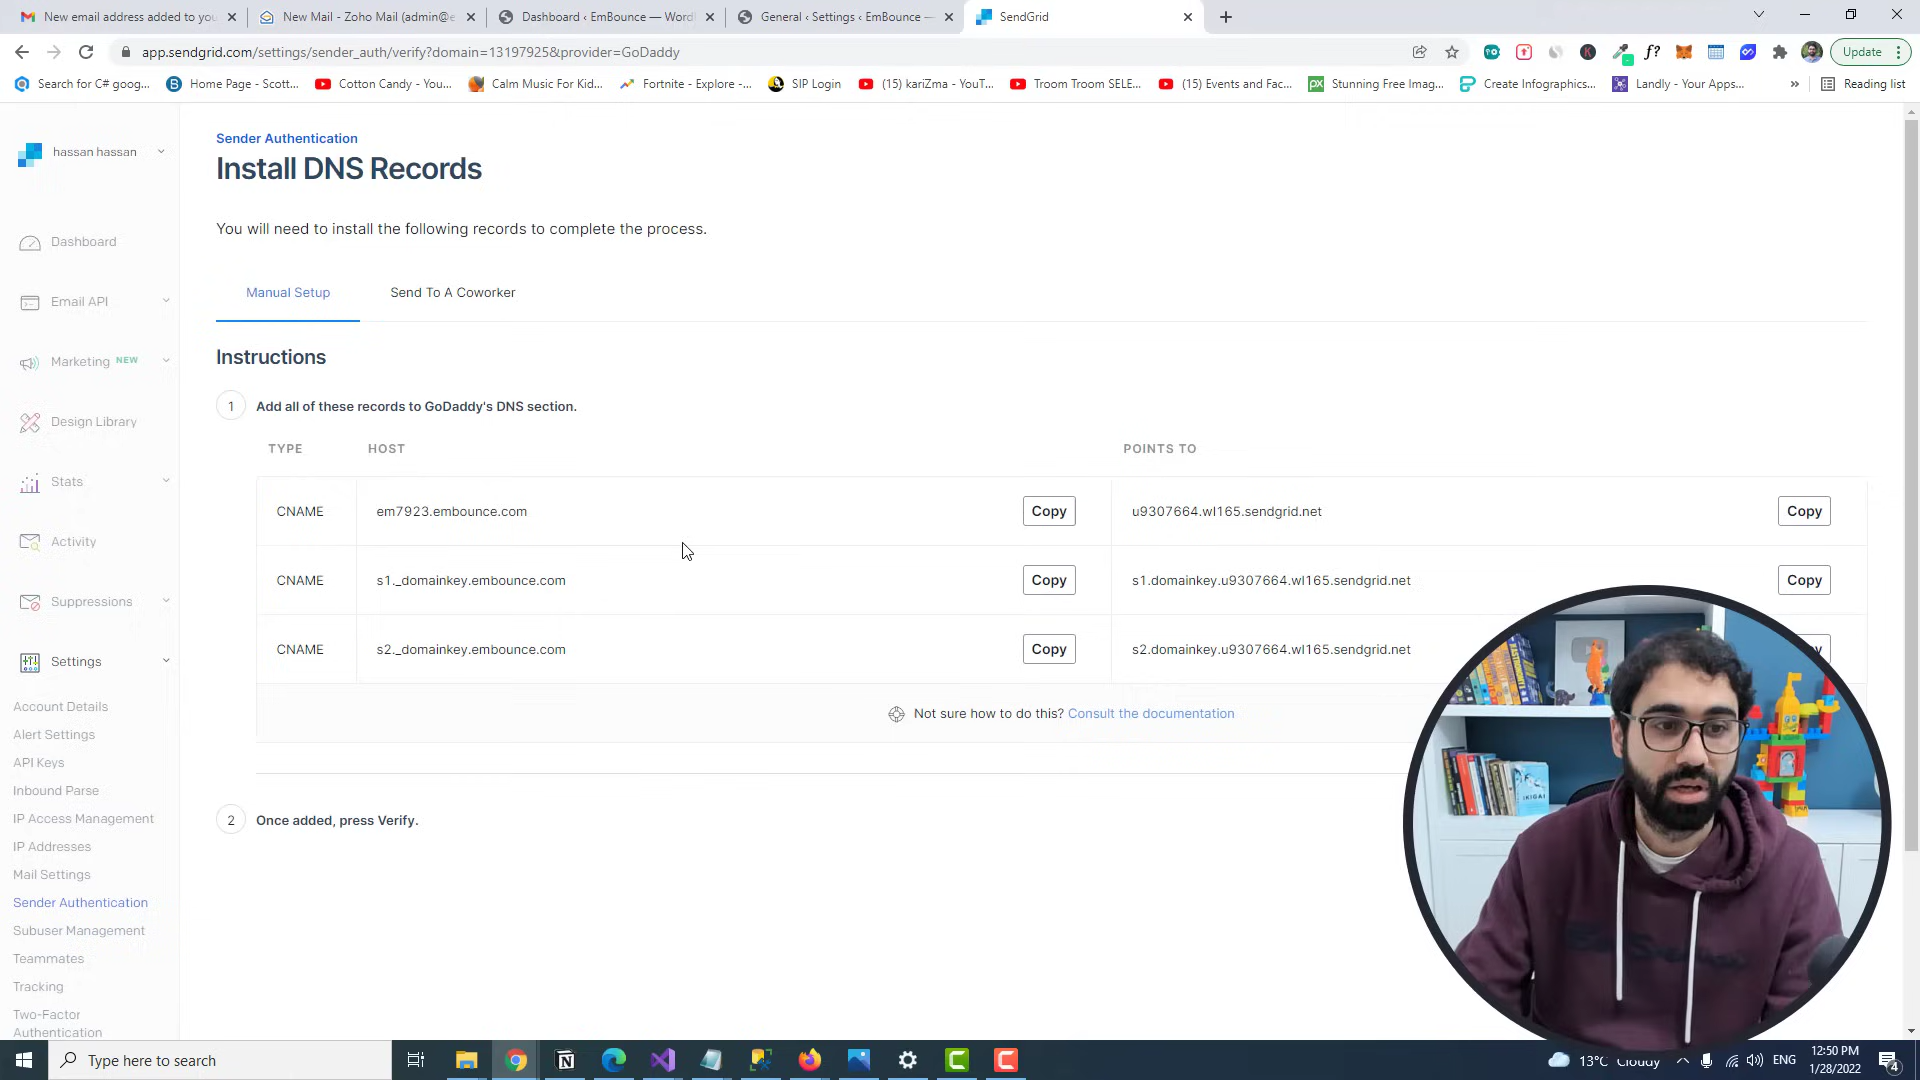 New email address added to you
New Mail - Zoho Mail (admin@e
Dashboard ‹ EmBounce — Word
General ‹ Settings ‹ EmBounce —
SendGrid
app.sendgrid.com/settings/sender_auth/verify?domain=13197925&provider=GoDaddy
Update
Search for C# goog...
Home Page - Scott...
Cotton Candy - You...
Calm Music For Kid...
Fortnite - Explore -...
SIP Login
(15) kariZma - YouT...
Troom Troom SELE...
(15) Events and Fac...
Stunning Free Imag...
Create Infographics...
Landly - Your Apps...
Reading list
hassan hassan
Dashboard
Email API
Marketing NEW
Design Library
Stats
Activity
Suppressions
Settings
Account Details
Alert Settings
API Keys
Inbound Parse
IP Access Management
IP Addresses
Mail Settings
Sender Authentication
Subuser Management
Teammates
Tracking
Two-Factor
Authentication
Sender Authentication
Install DNS Records
You will need to install the following records to complete the process.
Manual Setup
Send To A Coworker
Instructions
1 Add all of these records to GoDaddy's DNS section.
TYPE HOST POINTS TO
CNAME em7923.embounce.com Copy u9307664.wl165.sendgrid.net Copy
CNAME s1._domainkey.embounce.com Copy s1.domainkey.u9307664.wl165.sendgrid.net Copy
CNAME s2._domainkey.embounce.com Copy s2.domainkey.u9307664.wl165.sendgrid.net
Not sure how to do this? Consult the documentation
2 Once added, press Verify.
IKIGAI
Type here to search
13°C Cloudy
ENG
12:50 PM
1/28/2022
4